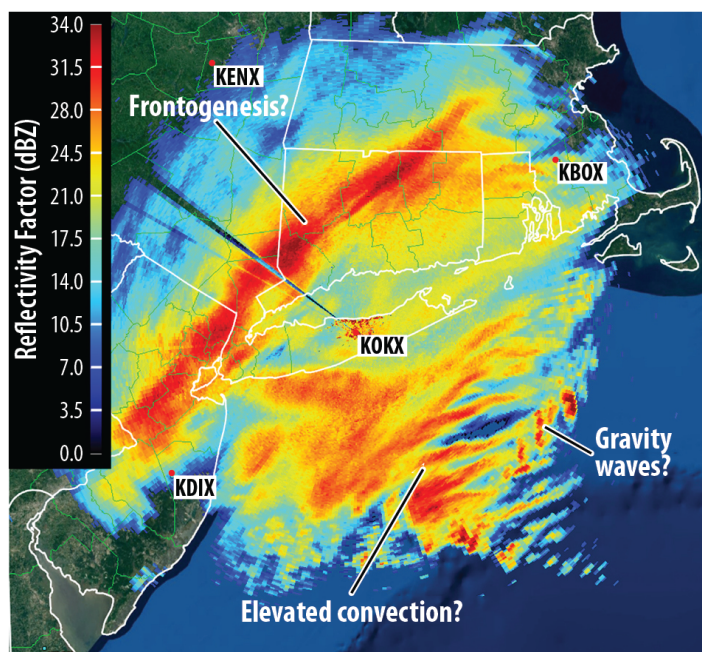 34.0
31.5
28.0
24.5
21.0
17.5
14.0
10.5
7.0
3.5
0.0
Reflectivity Factor (dBZ)
KENX
Frontogenesis?
KBOX
KOKX
Gravity
waves?
KDIX
Elevated convection?